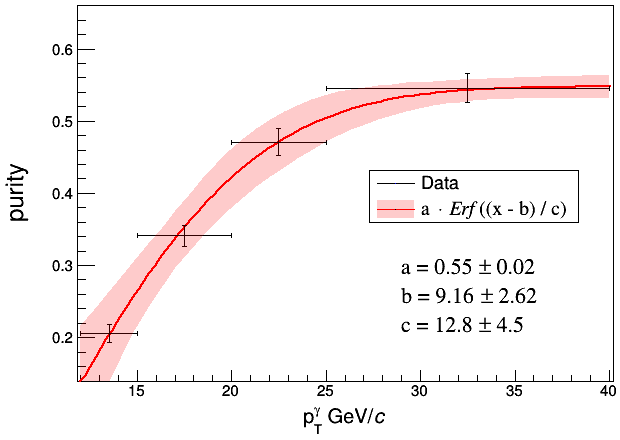 0.6
0.5
0.4
0.3
0.2
purity
Data
a · Erf ((x - b) / c)
a = 0.55 ± 0.02
b = 9.16 ± 2.62
c = 12.8 ± 4.5
15 20 25 30 35 40
p_T^γ GeV/c